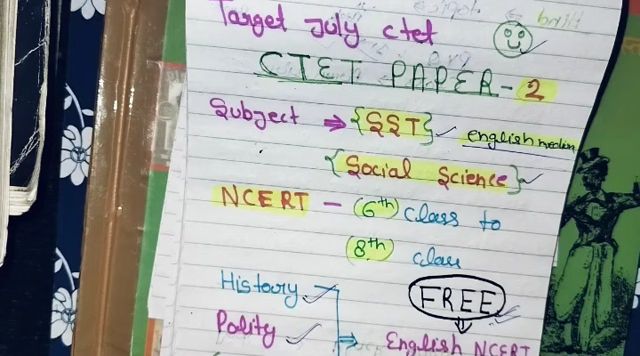 Target July ctet
CTET PAPER-2
Subject ⇒ {SST} english medium
{Social Science}
NCERT - (6th) class to
(8th) class
History
FREE
Polity ⇒ English NCERT